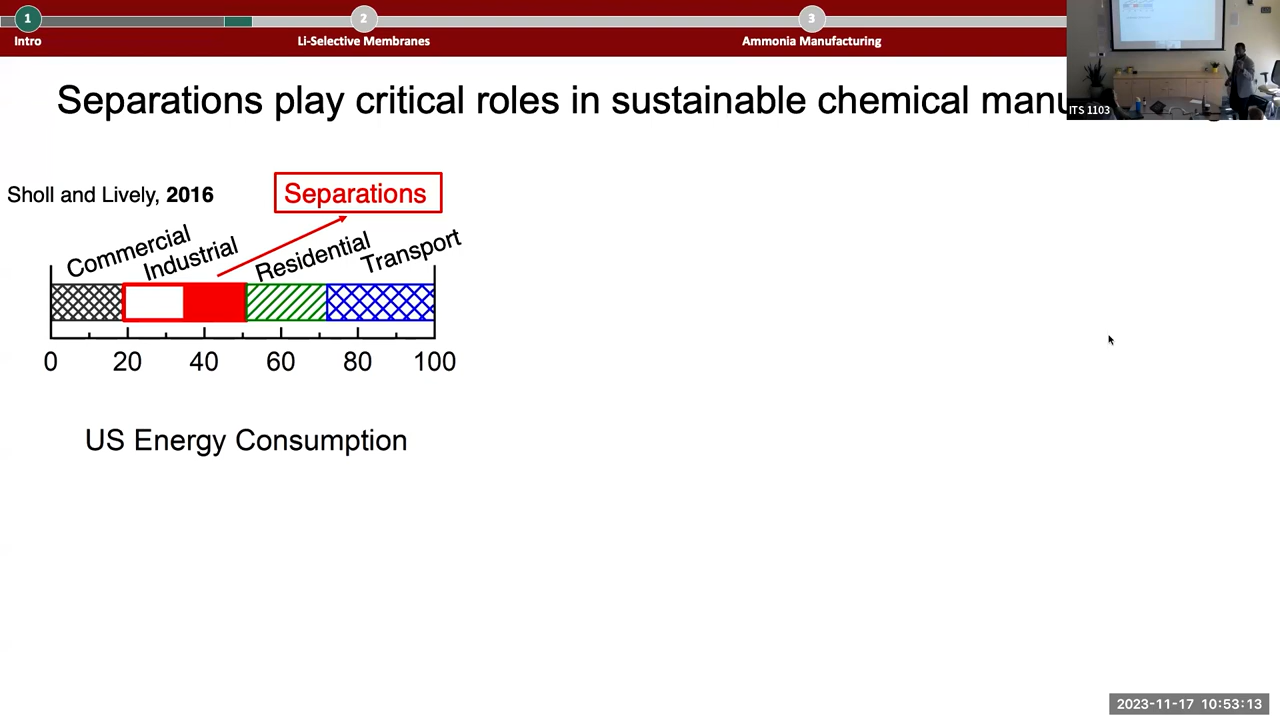 1
2
3
Intro
Li-Selective Membranes
Ammonia Manufacturing
Separations play critical roles in sustainable chemical
ITS 1103
Sholl and Lively, 2016
Separations
Commercial
Industrial
Residential
Transport
0 20 40 60 80 100
US Energy Consumption
2023-11-17 10:53:13